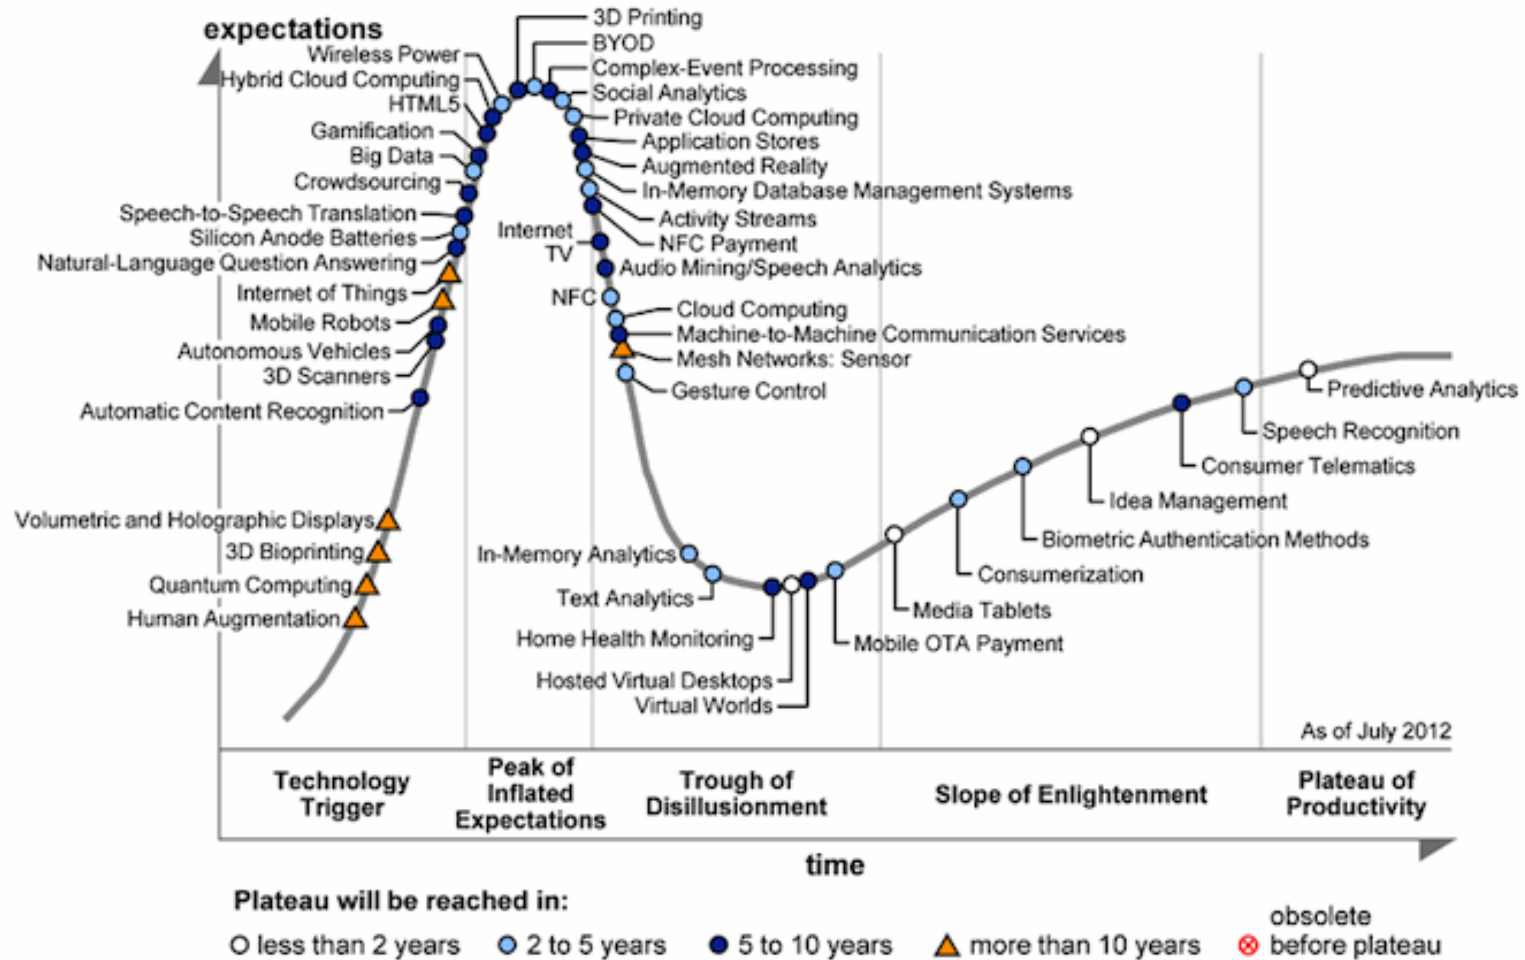 expectations
3D Printing
BYOD
Wireless Power
Complex-Event Processing
Hybrid Cloud Computing
Social Analytics
HTML5
Private Cloud Computing
Gamification
Application Stores
Big Data
Augmented Reality
Crowdsourcing
In-Memory Database Management Systems
Speech-to-Speech Translation
Activity Streams
Silicon Anode Batteries
Internet
TV
NFC Payment
Natural-Language Question Answering
Audio Mining/Speech Analytics
Internet of Things
NFC
Cloud Computing
Mobile Robots
Machine-to-Machine Communication Services
Autonomous Vehicles
Mesh Networks: Sensor
3D Scanners
Gesture Control
Predictive Analytics
Automatic Content Recognition
Speech Recognition
Consumer Telematics
Idea Management
Volumetric and Holographic Displays
Biometric Authentication Methods
3D Bioprinting
In-Memory Analytics
Consumerization
Quantum Computing
Text Analytics
Media Tablets
Human Augmentation
Home Health Monitoring
Mobile OTA Payment
Hosted Virtual Desktops
Virtual Worlds
As of July 2012
Technology
Trigger
Peak of
Inflated
Expectations
Trough of
Disillusionment
Slope of Enlightenment
Plateau of
Productivity
time
Plateau will be reached in:
less than 2 years
2 to 5 years
5 to 10 years
more than 10 years
obsolete
before plateau